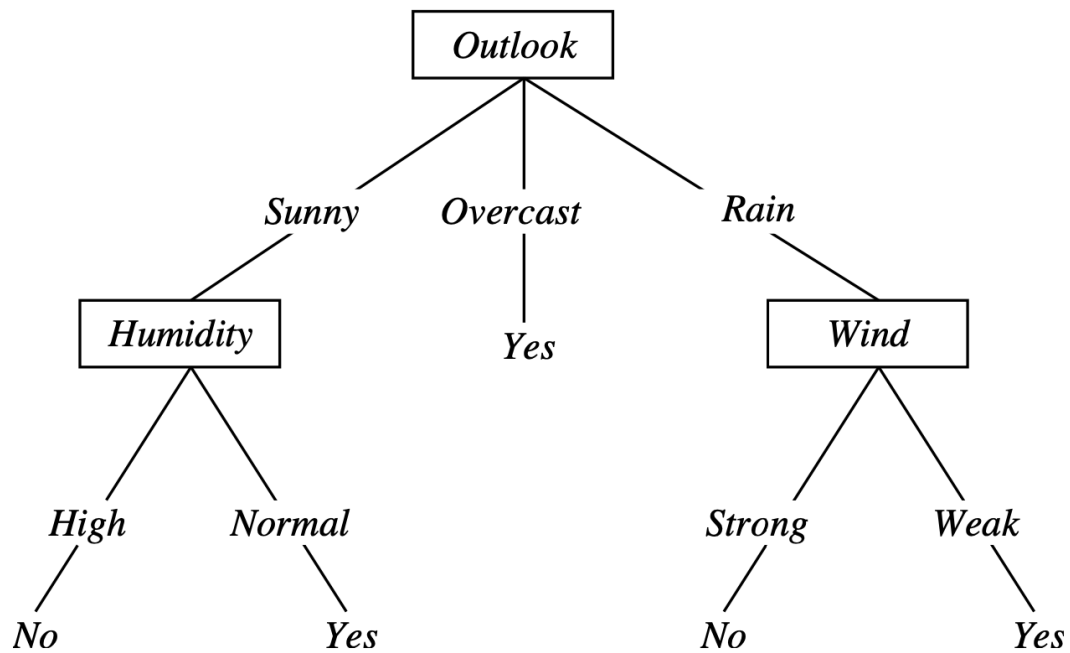 Outlook
Sunny Overcast Rain
Humidity Yes Wind
High Normal Strong Weak
No Yes No Yes